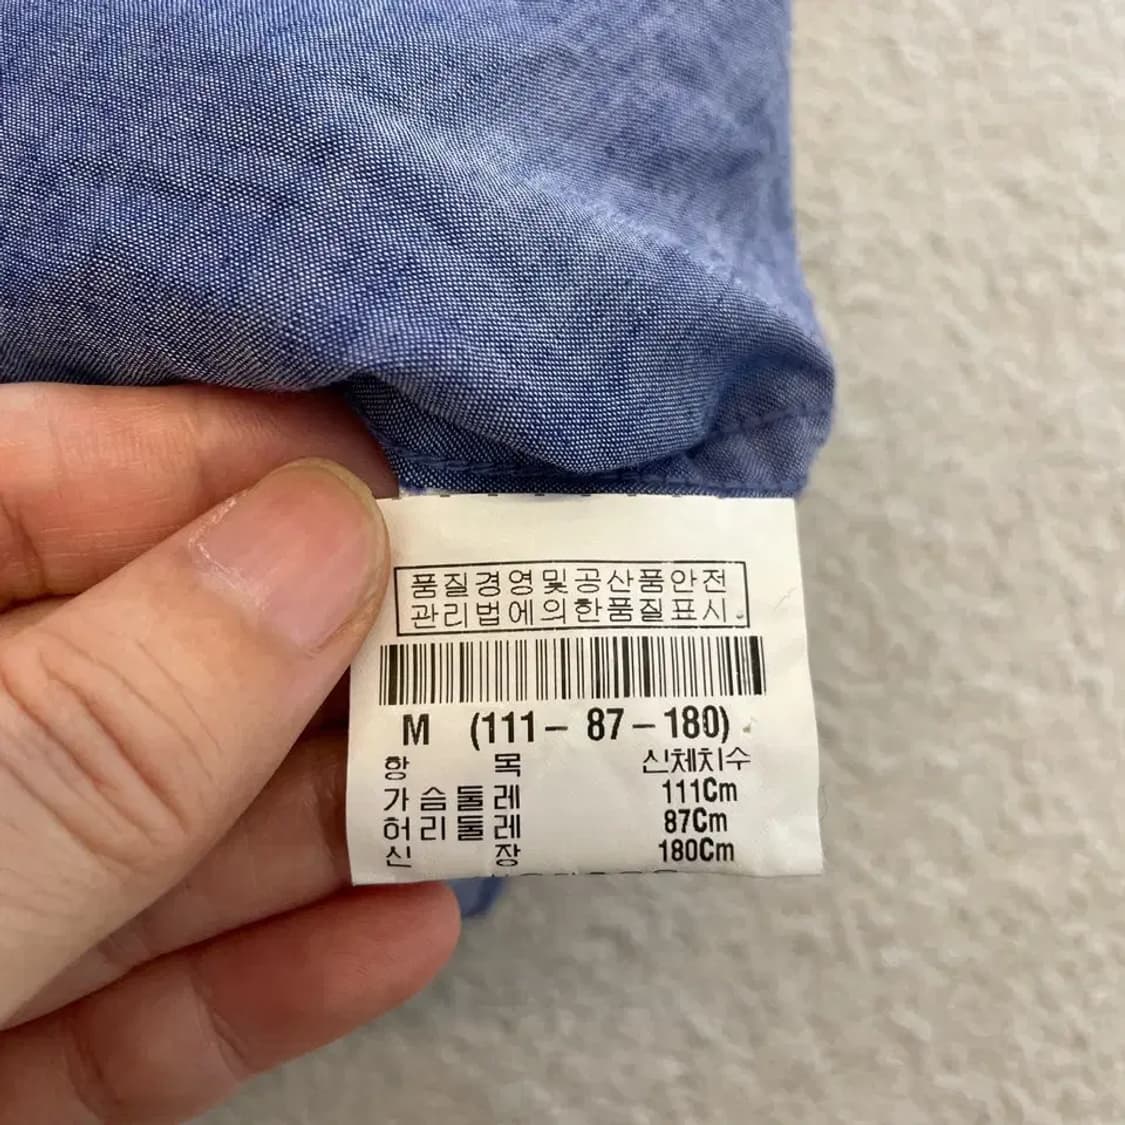 품질경영및공산품안전
관리법에의한품질표시.
M (111-87-180)
항 목 신체치수
가슴둘레 111Cm
허리둘레 87Cm
신 장 180Cm